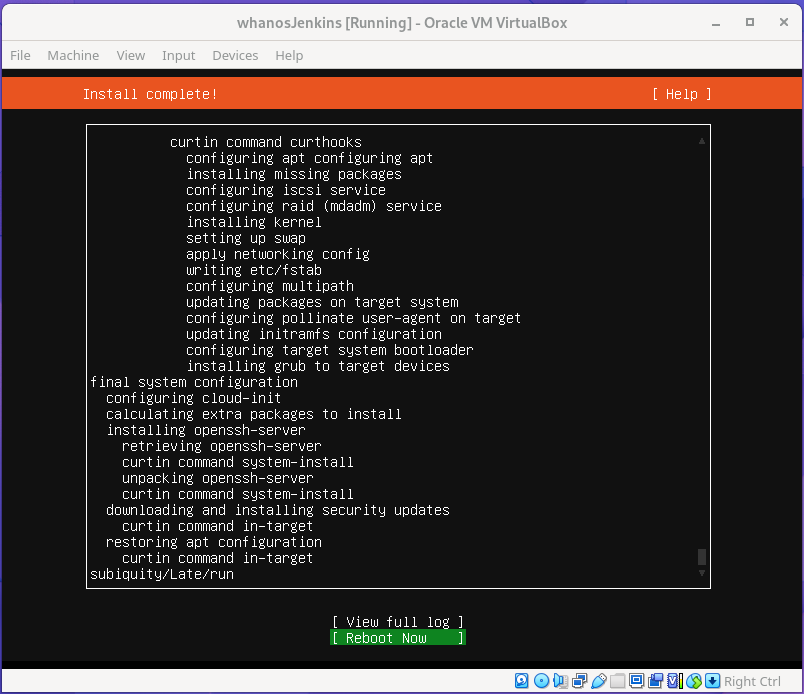 whanosJenkins [Running] - Oracle VM VirtualBox
File Machine View Input Devices Help
Install complete! [ Help ]
curtin command curthooks
configuring apt configuring apt
installing missing packages
configuring iscsi service
configuring raid (mdadm) service
installing kernel
setting up swap
apply networking config
writing etc/fstab
configuring multipath
updating packages on target system
configuring pollinate user-agent on target
updating initramfs configuration
configuring target system bootloader
installing grub to target devices
final system configuration
configuring cloud-init
calculating extra packages to install
installing openssh-server
retrieving openssh-server
curtin command system-install
unpacking openssh-server
curtin command system-install
downloading and installing security updates
curtin command in-target
restoring apt configuration
curtin command in-target
subiquity/Late/run
[ View full log ]
[ Reboot Now ]
Right Ctrl